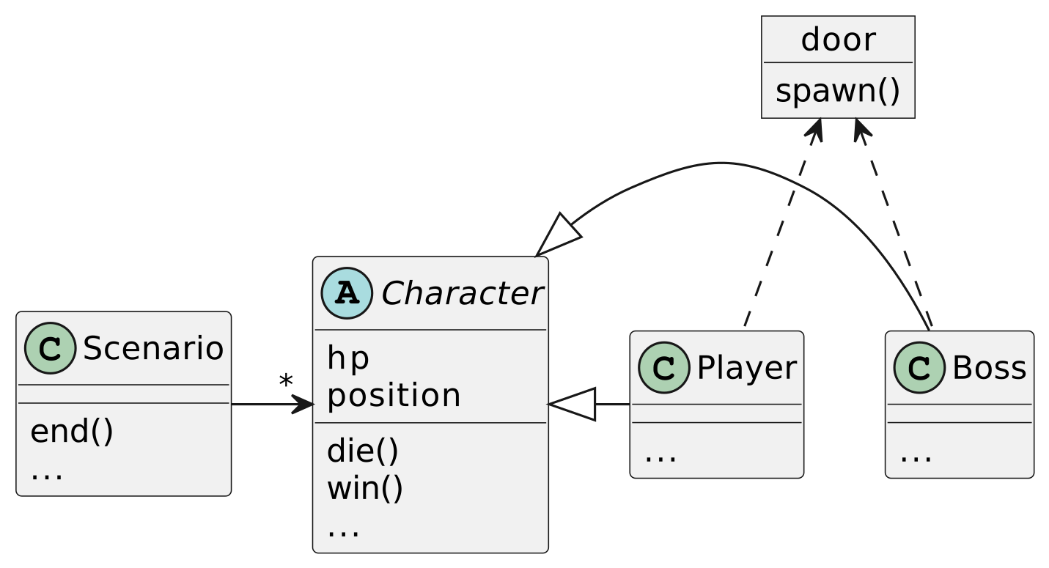 door
spawn()
C Scenario
end()
...
*
A Character
hp
position
die()
win()
...
C Player
...
C Boss
...